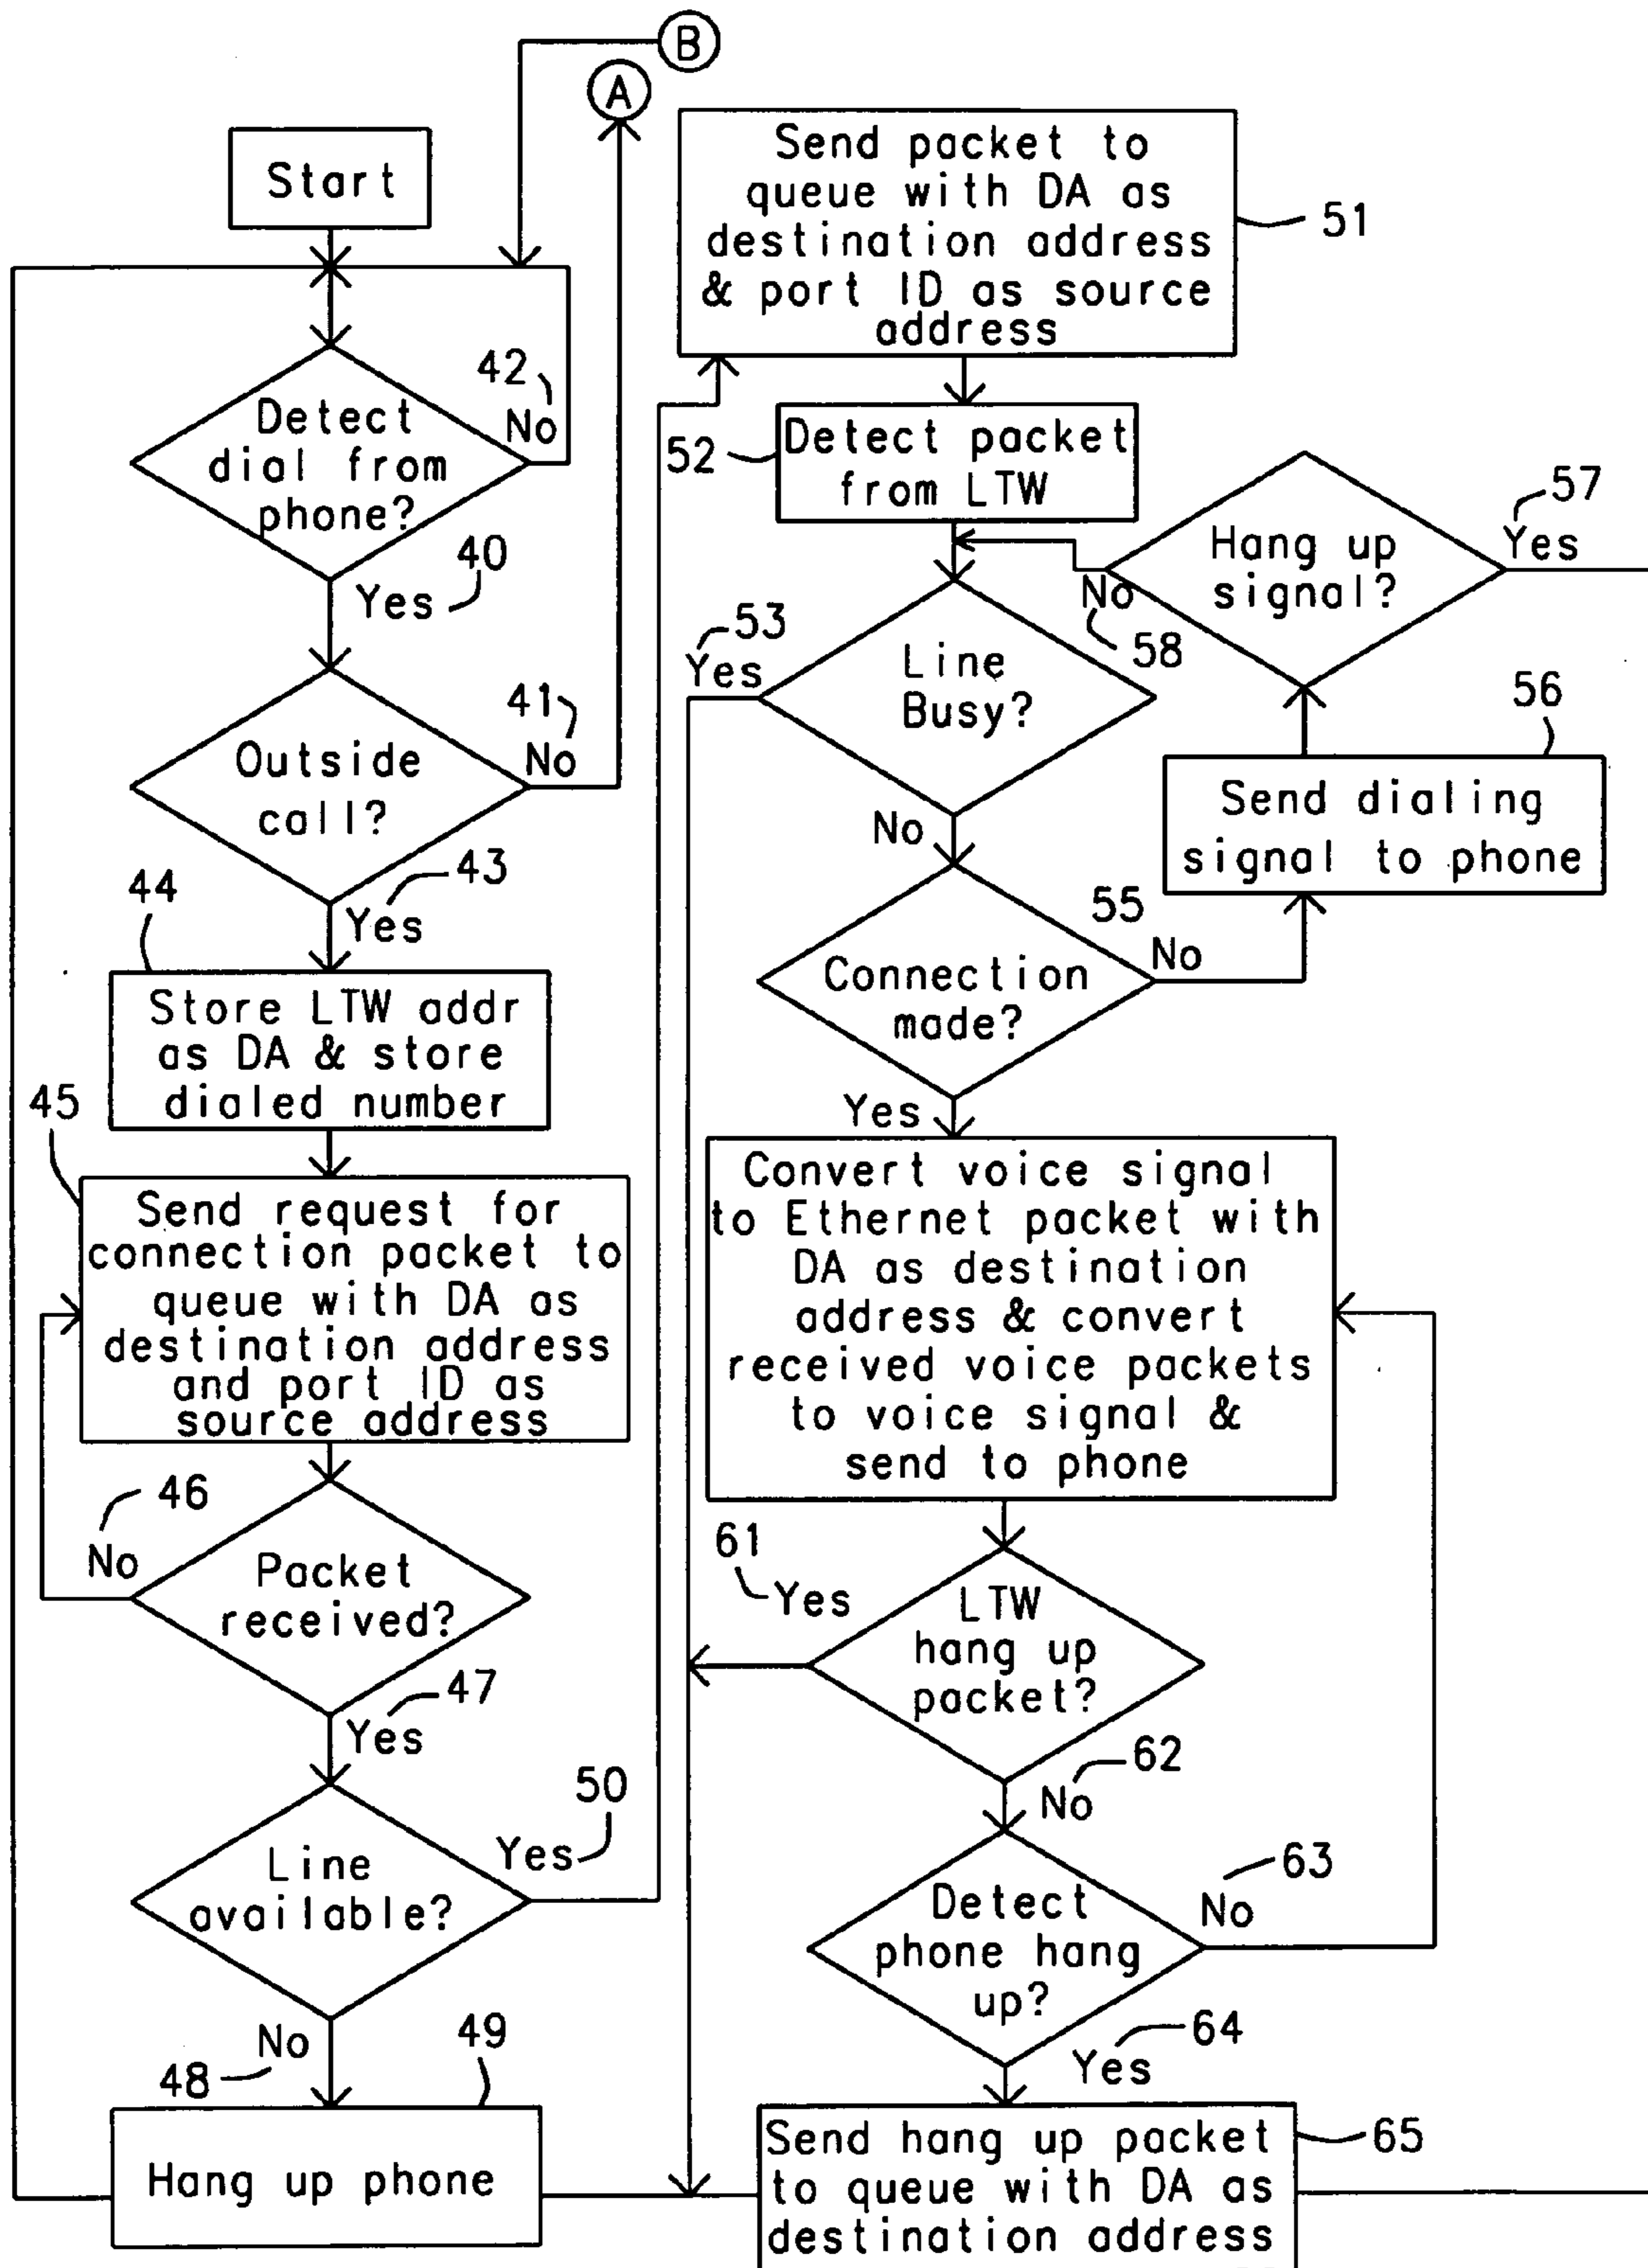 B
A
Start
Detect
dial from
phone?
42
No
40
Yes
Outside
call?
41
No
43
Yes
44
Store LTW addr
as DA & store
dialed number
45
Send request for
connection packet to
queue with DA as
destination address
and port ID as
source address
46
No
Packet
received?
47
Yes
Line
available?
50
Yes
No
48
49
Hang up phone
Send packet to
queue with DA as
destination address
& port ID as source
address
51
52
Detect packet
from LTW
Hang up
signal?
57
Yes
No
58
53
Yes
Line
Busy?
No
56
Send dialing
signal to phone
55
No
Connection
made?
Yes
Convert voice signal
to Ethernet packet with
DA as destination
address & convert
received voice packets
to voice signal &
send to phone
61
Yes
LTW
hang up
packet?
62
No
Detect
phone hang
up?
63
No
64
Yes
Send hang up packet
to queue with DA as
destination address
65